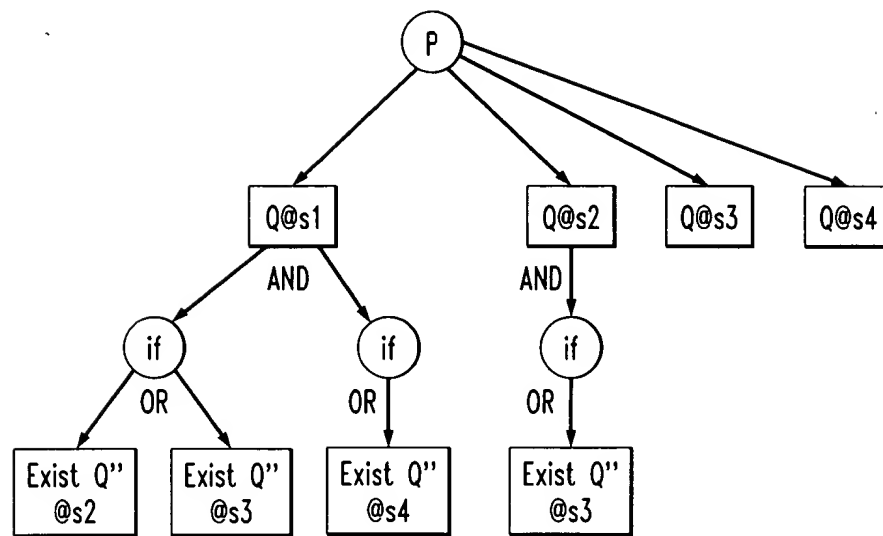 P
Q@s1
Q@s2
Q@s3
Q@s4
AND
AND
if
if
if
OR
OR
OR
Exist Q''
@s2
Exist Q''
@s3
Exist Q''
@s4
Exist Q''
@s3